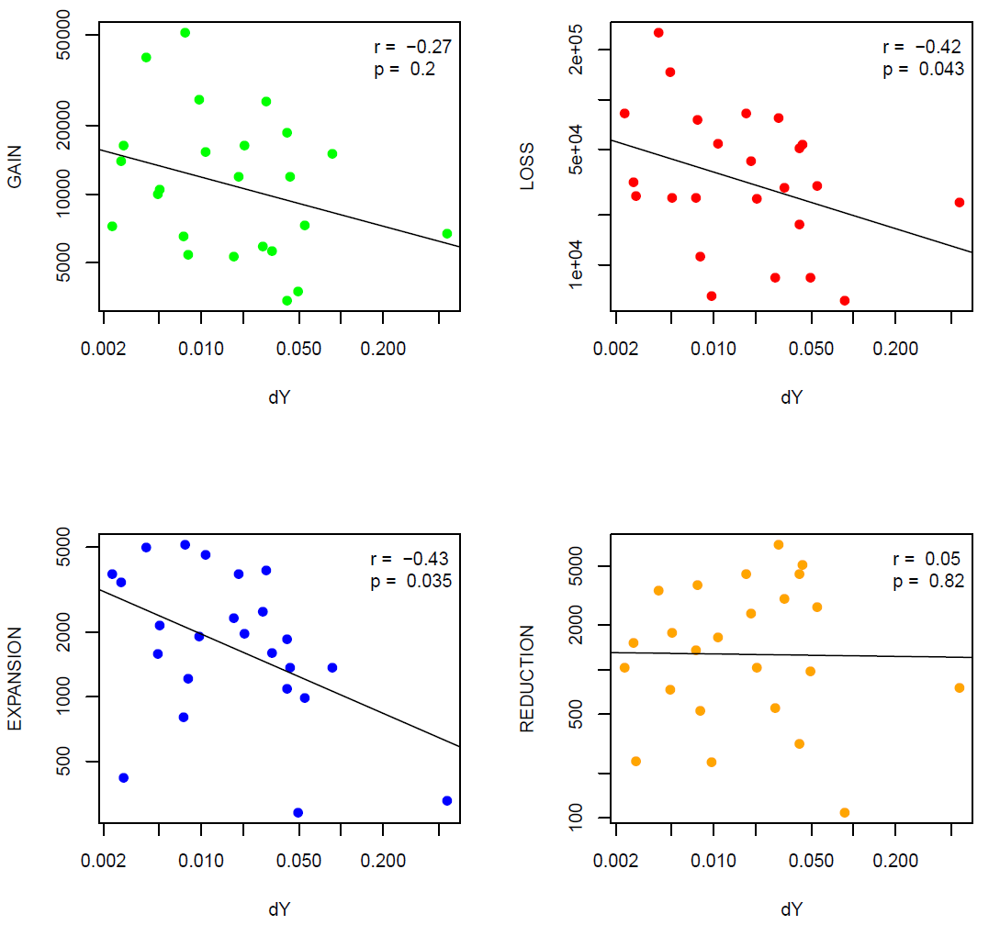 GAIN
50000
20000
10000
5000
r = −0.27
p = 0.2
0.002
0.010
0.050
0.200
dY
LOSS
2e+05
5e+04
1e+04
r = −0.42
p = 0.043
0.002
0.010
0.050
0.200
dY
EXPANSION
5000
2000
1000
500
r = −0.43
p = 0.035
0.002
0.010
0.050
0.200
dY
REDUCTION
5000
2000
500
100
r = 0.05
p = 0.82
0.002
0.010
0.050
0.200
dY